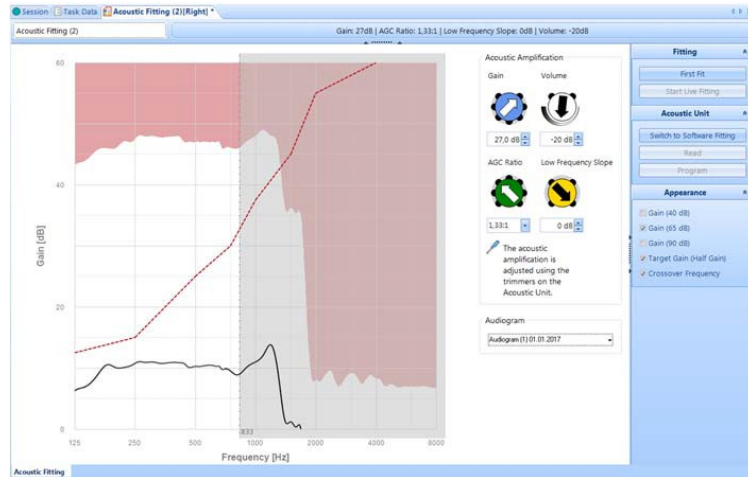 Session
Task Data
Acoustic Fitting (2)[Right] *
Acoustic Fitting (2)
Gain: 27dB | AGC Ratio: 1,33:1 | Low Frequency Slope: 0dB | Volume: -20dB
60
40
20
0
Gain [dB]
125
250
500
833
1000
2000
4000
8000
Frequency [Hz]
Acoustic Amplification
Gain
Volume
27,0 dB
-20 dB
AGC Ratio
Low Frequency Slope
1,33:1
0 dB
The acoustic
amplification is
adjusted using the
trimmers on the
Acoustic Unit.
Audiogram
Audiogram (1) 01.01.2017
Fitting
First Fit
Start Live Fitting
Acoustic Unit
Switch to Software Fitting
Read
Program
Appearance
Gain (40 dB)
Gain (65 dB)
Gain (90 dB)
Target Gain (Half Gain)
Crossover Frequency
Acoustic Fitting